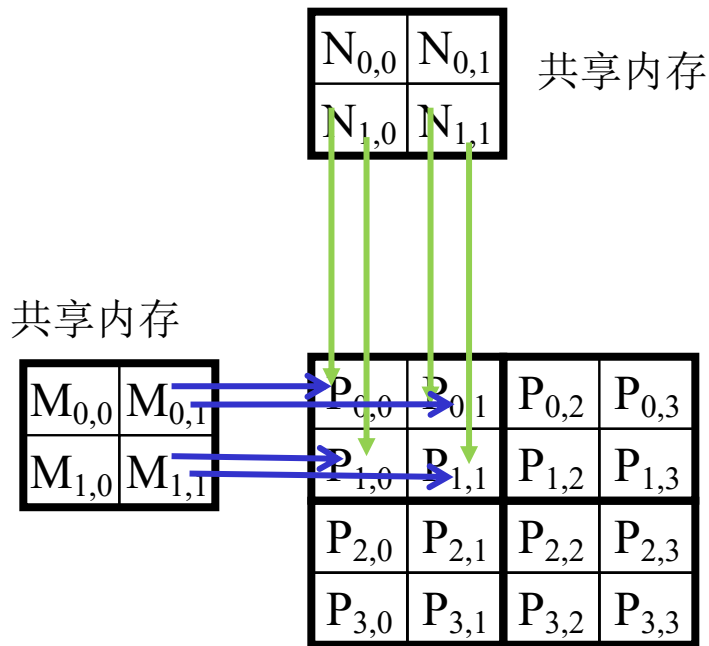 N0,0 N0,1
共享内存
N1,0 N1,1
共享内存
M0,0 M0,1
P0,0 P0,1 P0,2 P0,3
M1,0 M1,1
P1,0 P1,1 P1,2 P1,3
P2,0 P2,1 P2,2 P2,3
P3,0 P3,1 P3,2 P3,3